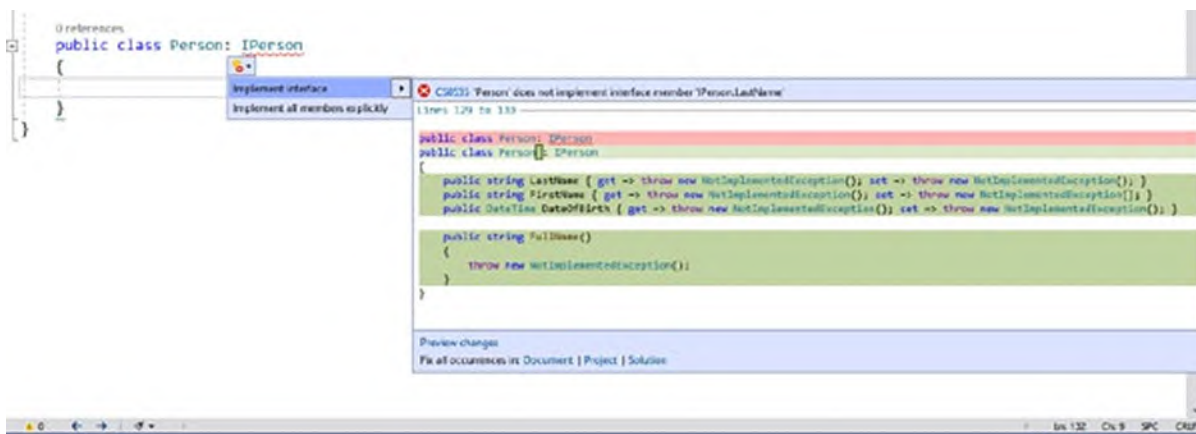 0 references
public class Person: IPerson
{
}
}
Implement interface
Implement all members explicitly
CS0535 'Person' does not implement interface member 'IPerson.LastName'
Lines 129 to 133
public class Person: IPerson
public class Person : IPerson
{
public string LastName { get => throw new NotImplementedException(); set => throw new NotImplementedException(); }
public string FirstName { get => throw new NotImplementedException(); set => throw new NotImplementedException(); }
public DateTime DateOfBirth { get => throw new NotImplementedException(); set => throw new NotImplementedException(); }
public string FullName()
{
throw new NotImplementedException();
}
}
Preview changes
Fix all occurrences in: Document | Project | Solution
0
Ln: 132 Ch: 9 SPC CRLF